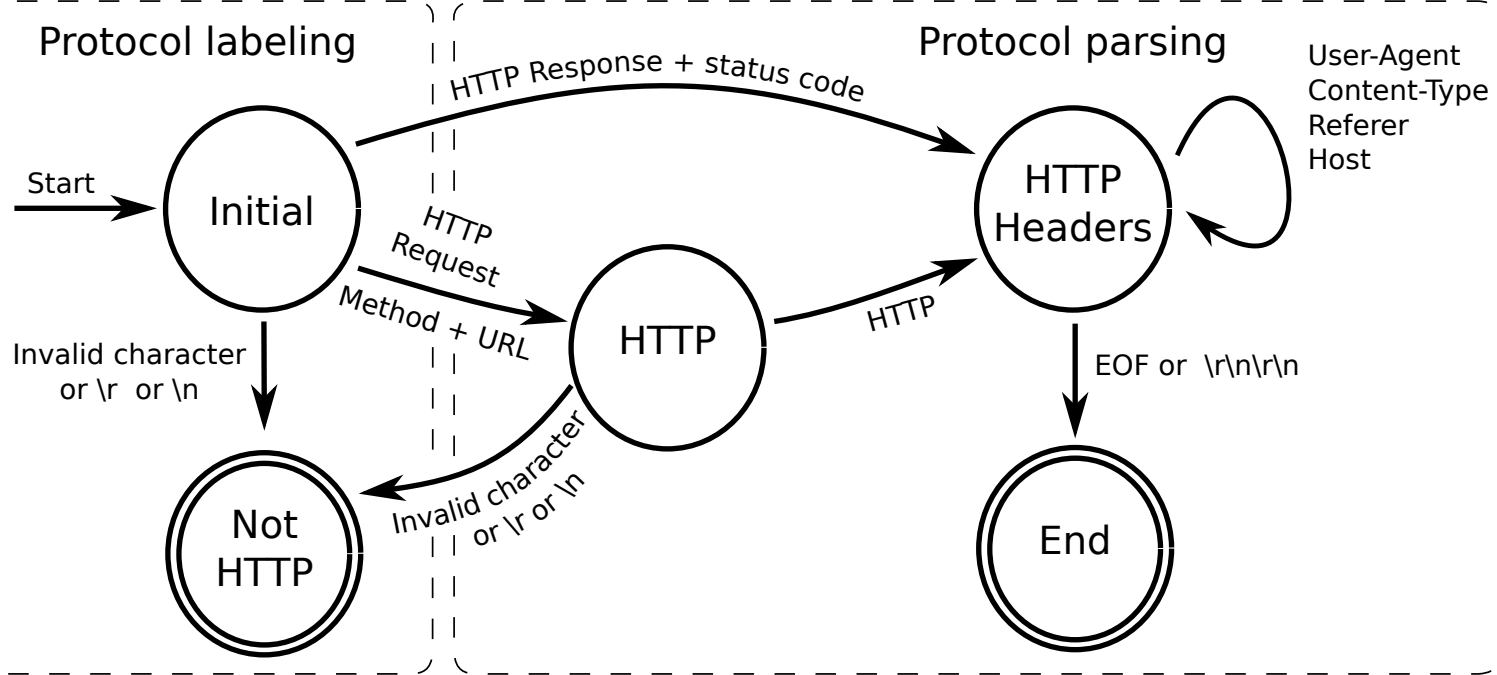 Protocol labeling
Protocol parsing
HTTP Response + status code
User-Agent
Content-Type
Referer
Host
Start
Initial
HTTP
Headers
HTTP
Request
Method + URL
HTTP
HTTP
Invalid character
or \r or \n
EOF or \r\n\r\n
Invalid character
or \r or \n
Not
HTTP
End